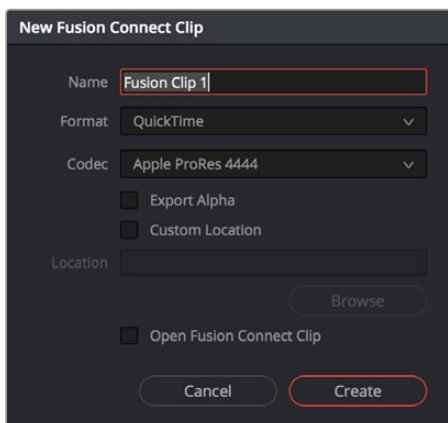 New Fusion Connect Clip
Name Fusion Clip 1
Format QuickTime
Codec Apple ProRes 4444
Export Alpha
Custom Location
Location
Browse
Open Fusion Connect Clip
Cancel Create